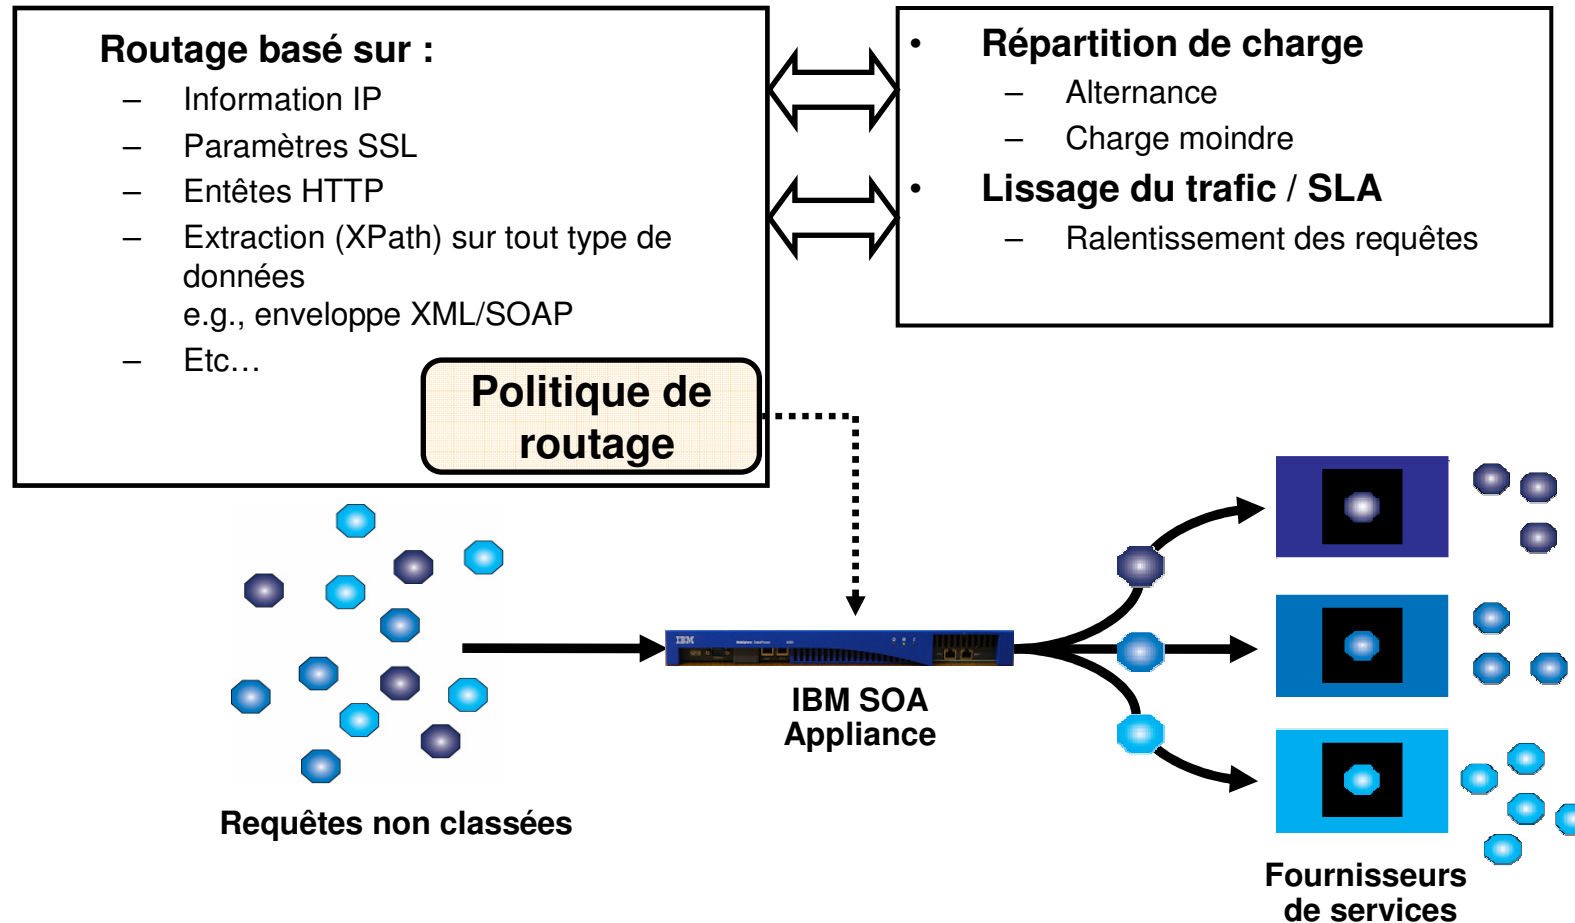 Routage basé sur :
– Information IP
– Paramètres SSL
– Entêtes HTTP
– Extraction (XPath) sur tout type de
données
e.g., enveloppe XML/SOAP
– Etc…
Politique de
routage
• Répartition de charge
– Alternance
– Charge moindre
• Lissage du trafic / SLA
– Ralentissement des requêtes
IBM
IBM SOA
Appliance
Requêtes non classées
Fournisseurs
de services